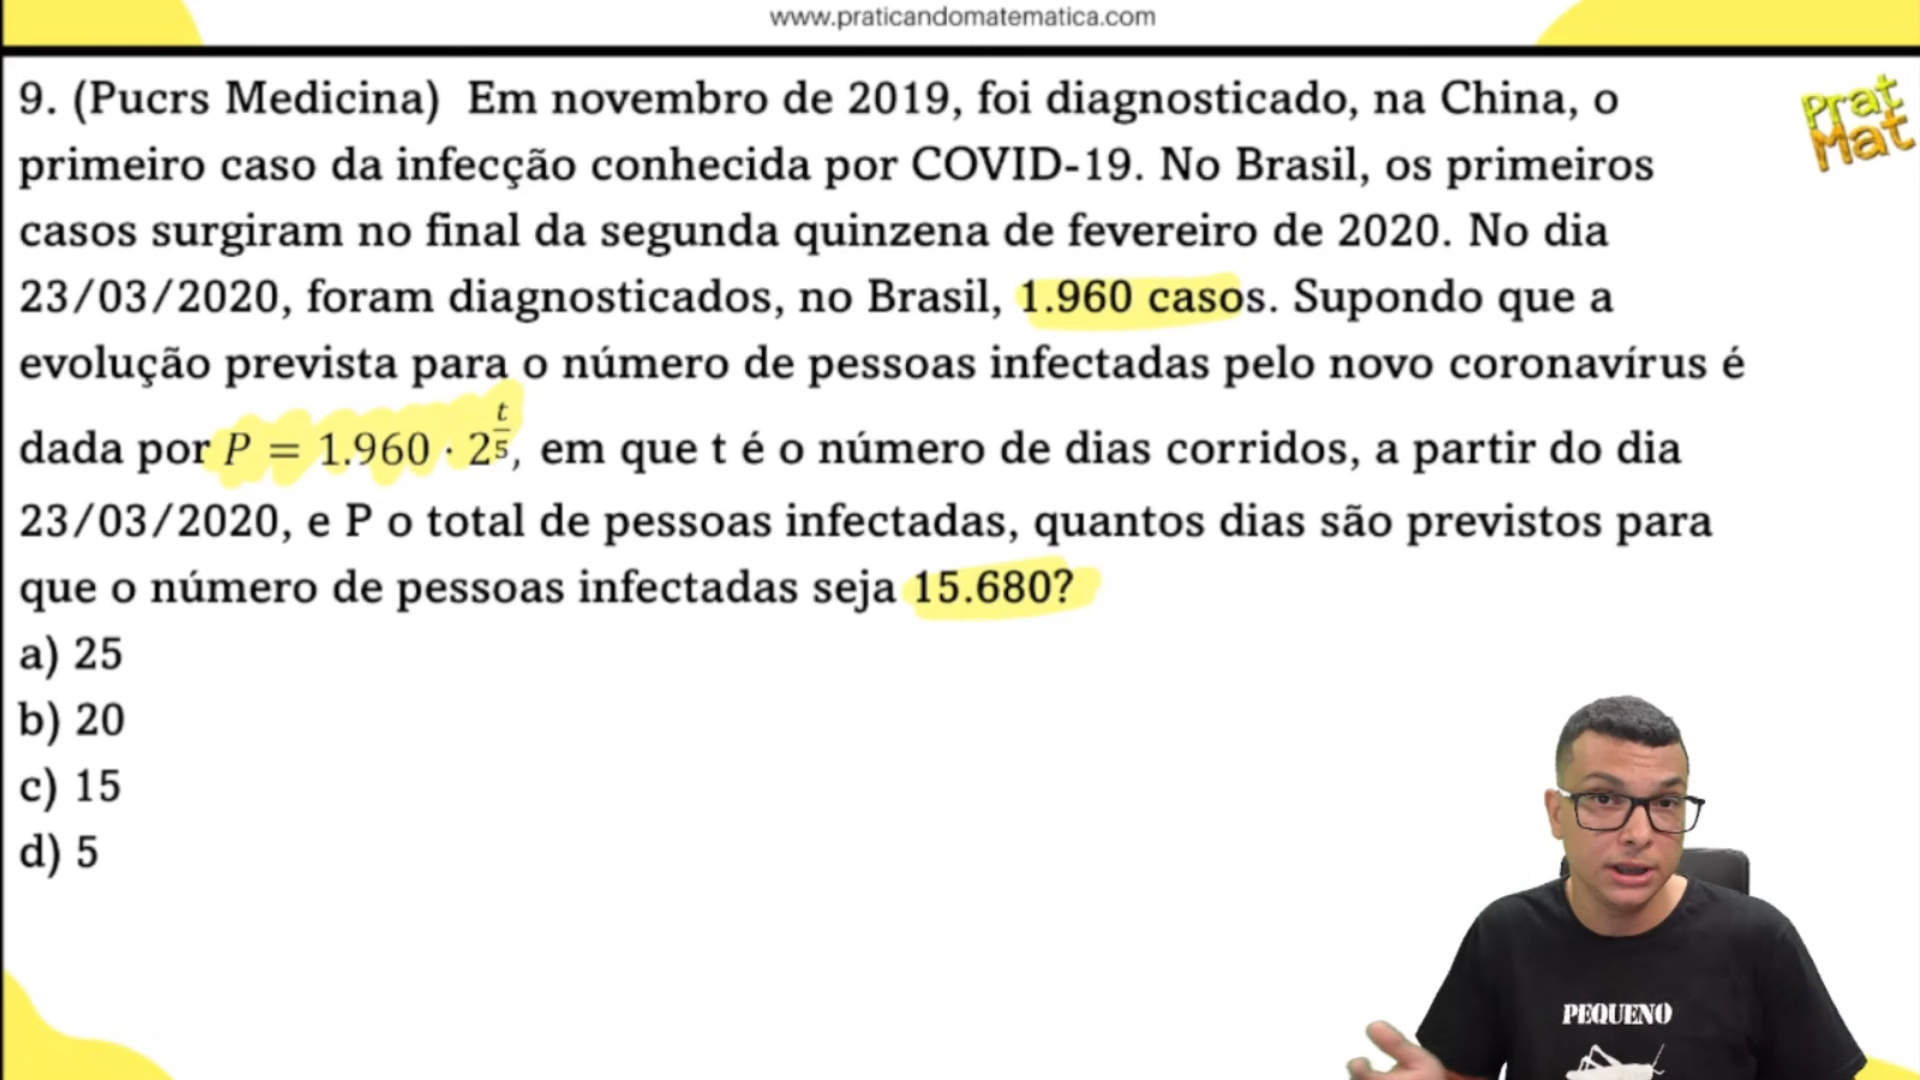 www.praticandomatematica.com
9. (Pucrs Medicina) Em novembro de 2019, foi diagnosticado, na China, o
primeiro caso da infecção conhecida por COVID-19. No Brasil, os primeiros
casos surgiram no final da segunda quinzena de fevereiro de 2020. No dia
23/03/2020, foram diagnosticados, no Brasil, 1.960 casos. Supondo que a
evolução prevista para o número de pessoas infectadas pelo novo coronavírus é
dada por P = 1.960 · 2^(t/5), em que t é o número de dias corridos, a partir do dia
23/03/2020, e P o total de pessoas infectadas, quantos dias são previstos para
que o número de pessoas infectadas seja 15.680?
a) 25
b) 20
c) 15
d) 5
Prat
Mat
PEQUENO